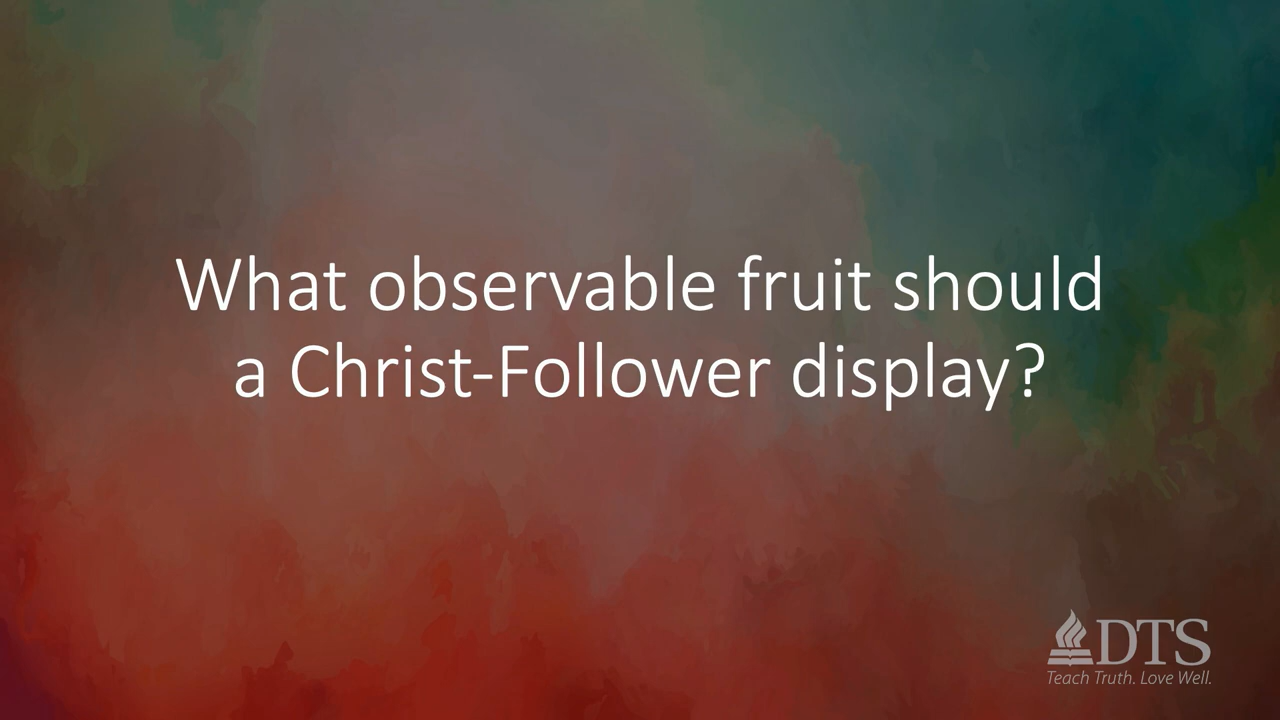 What observable fruit should
a Christ-Follower display?
DTS
Teach Truth. Love Well.